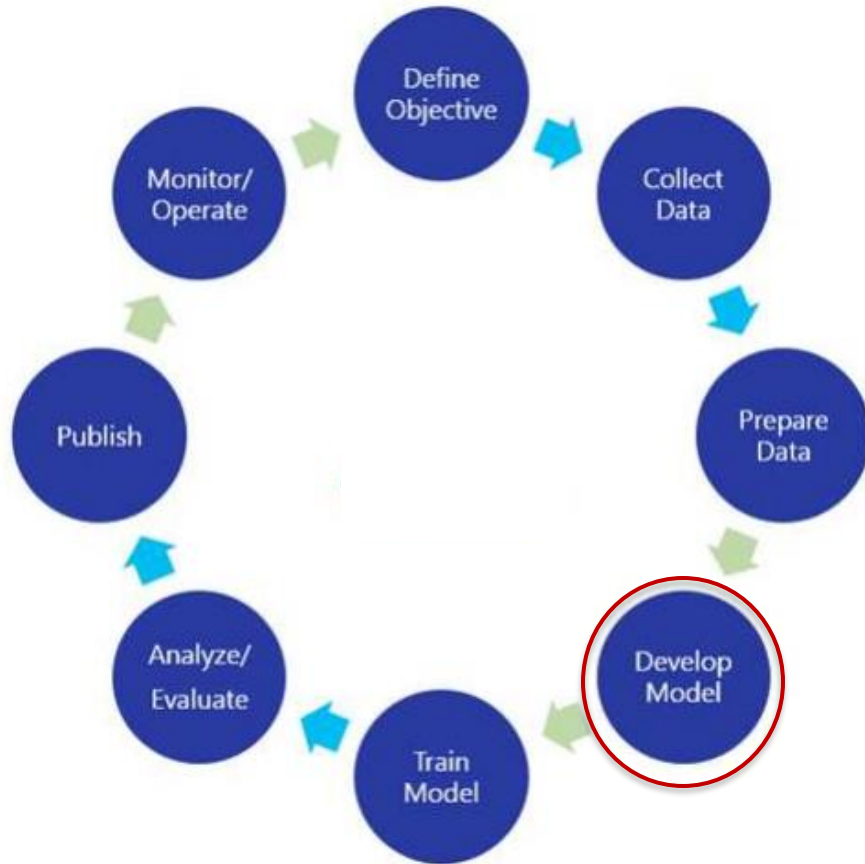 Define
Objective
Collect
Data
Prepare
Data
Develop
Model
Train
Model
Analyze/
Evaluate
Publish
Monitor/
Operate